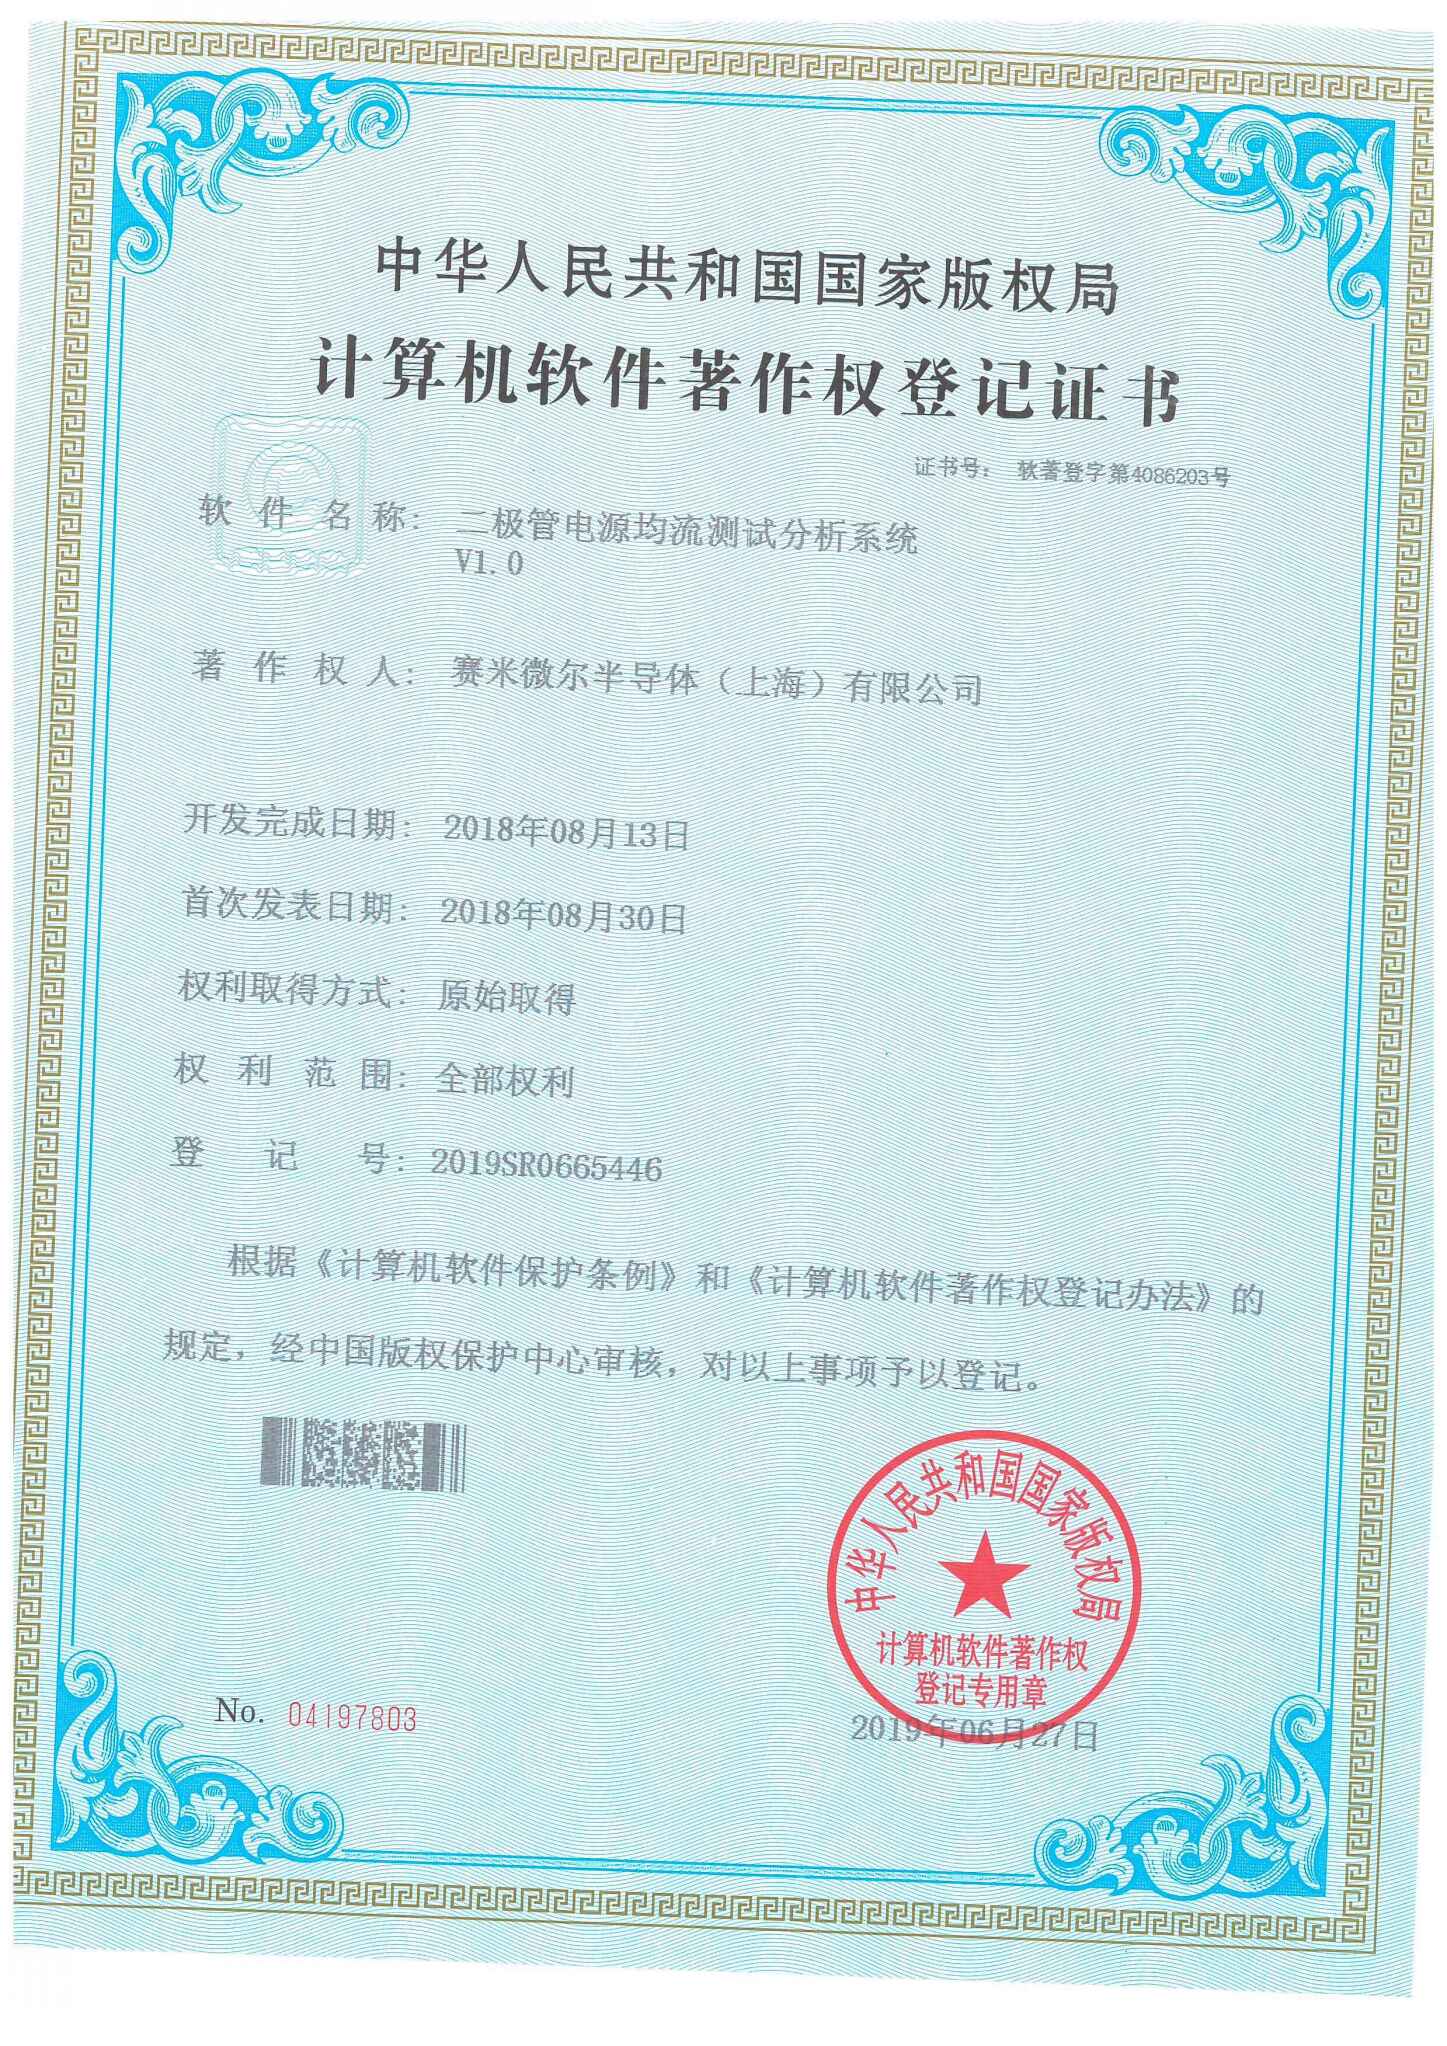 中华人民共和国国家版权局
计算机软件著作权登记证书
证书号： 软著登字第4086203号
软件名称： 二极管电源均流测试分析系统
V1.0
著作权人： 赛米微尔半导体（上海）有限公司
开发完成日期： 2018年08月13日
首次发表日期： 2018年08月30日
权利取得方式： 原始取得
权利范围： 全部权利
登记号： 2019SR0665446
根据《计算机软件保护条例》和《计算机软件著作权登记办法》的
规定，经中国版权保护中心审核，对以上事项予以登记。
中华人民共和国国家版权局
计算机软件著作权
登记专用章
No. 04197803
2019年06月27日